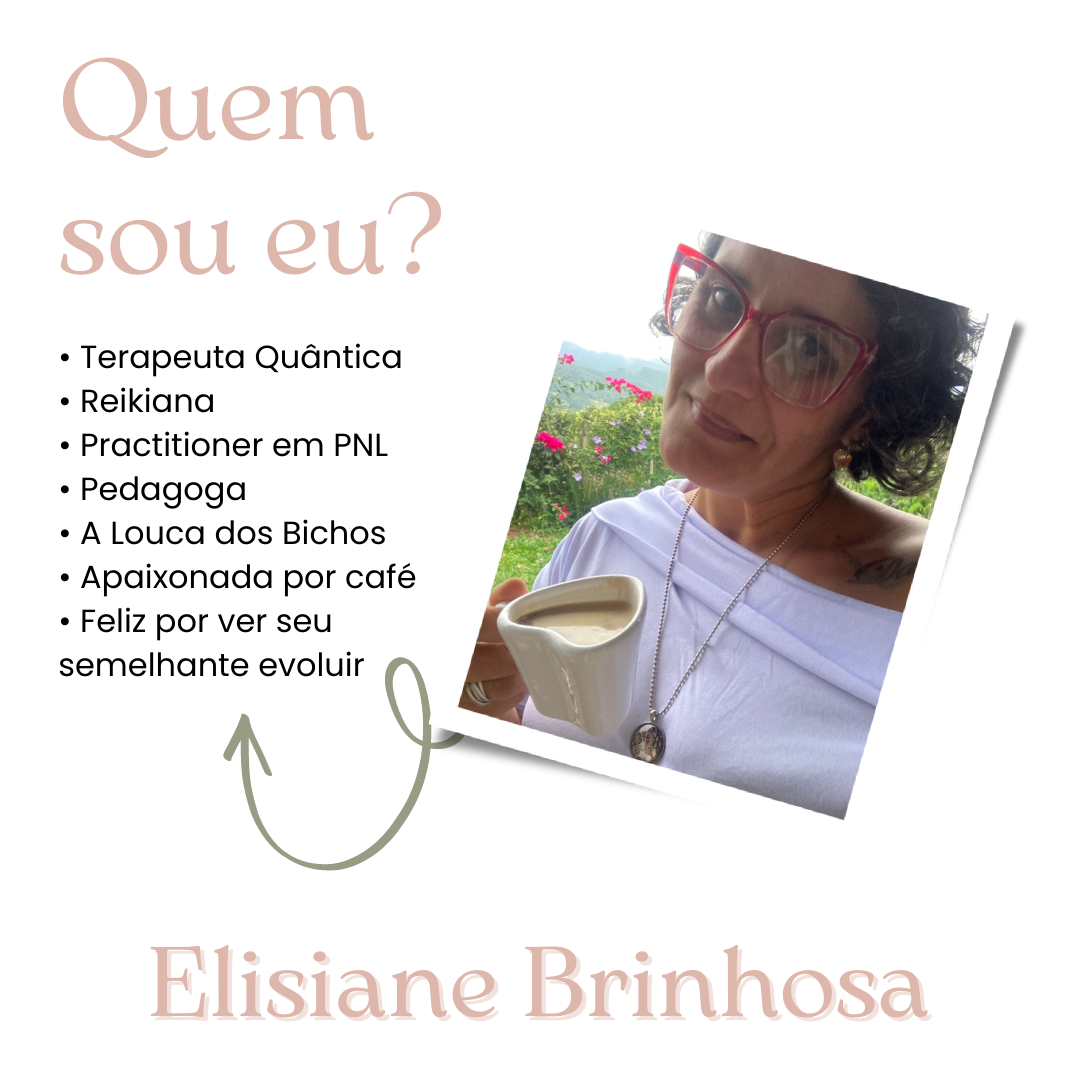 Quem
sou eu?
• Terapeuta Quântica
• Reikiana
• Practitioner em PNL
• Pedagoga
• A Louca dos Bichos
• Apaixonada por café
• Feliz por ver seu
semelhante evoluir
Elisiane Brinhosa